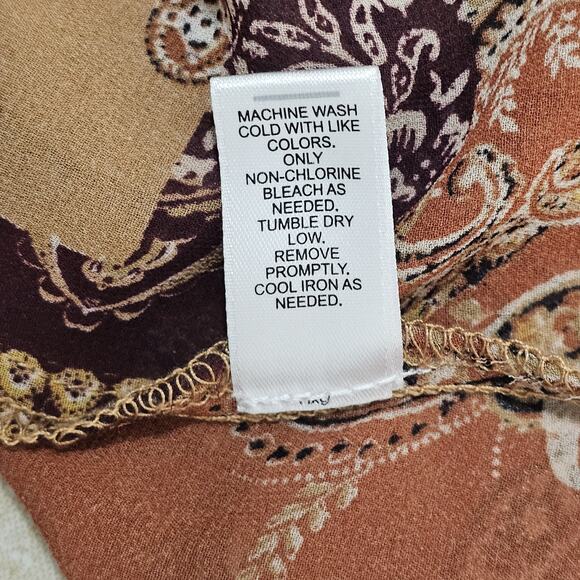 MACHINE WASH
COLD WITH LIKE
COLORS.
ONLY
NON-CHLORINE
BLEACH AS
NEEDED.
TUMBLE DRY
LOW.
REMOVE
PROMPTLY.
COOL IRON AS
NEEDED.